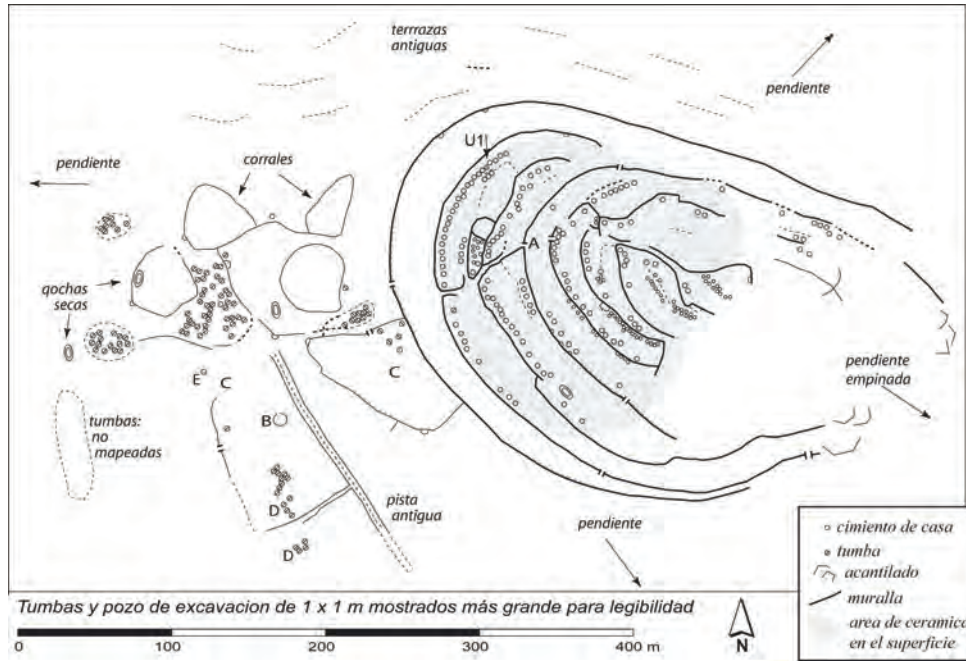 terrrazas
antiguas
pendiente
U1
corrales
pendiente
A
qochas
secas
pendiente
empinada
E
C
C
B
tumbas:
no
mapeadas
D
pista
antigua
D
pendiente
cimiento de casa
tumba
acantilado
muralla
area de ceramica
en el superficie
Tumbas y pozo de excavacion de 1 x 1 m mostrados más grande para legibilidad
0 100 200 300 400 m
N